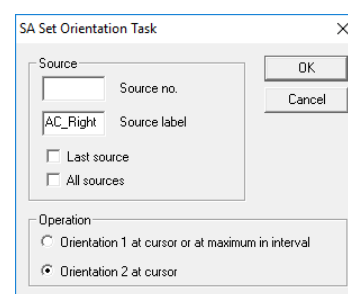 SA Set Orientation Task
Source
OK
Source no.
Cancel
AC_Right Source label
Last source
All sources
Operation
Orientation 1 at cursor or at maximum in interval
Orientation 2 at cursor